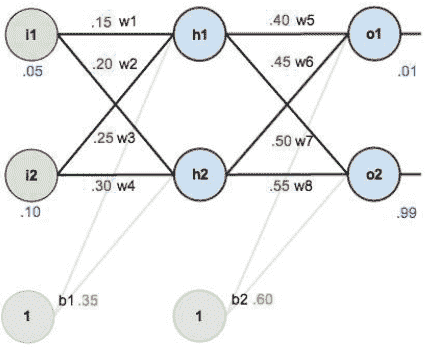 .15 w1
.40 w5
i1
h1
o1
.20 w2
.45 w6
.05
.01
.25 w3
.50 w7
i2
.30 w4
h2
.55 w8
o2
.10
.99
b1 .35
b2 .60
1
1